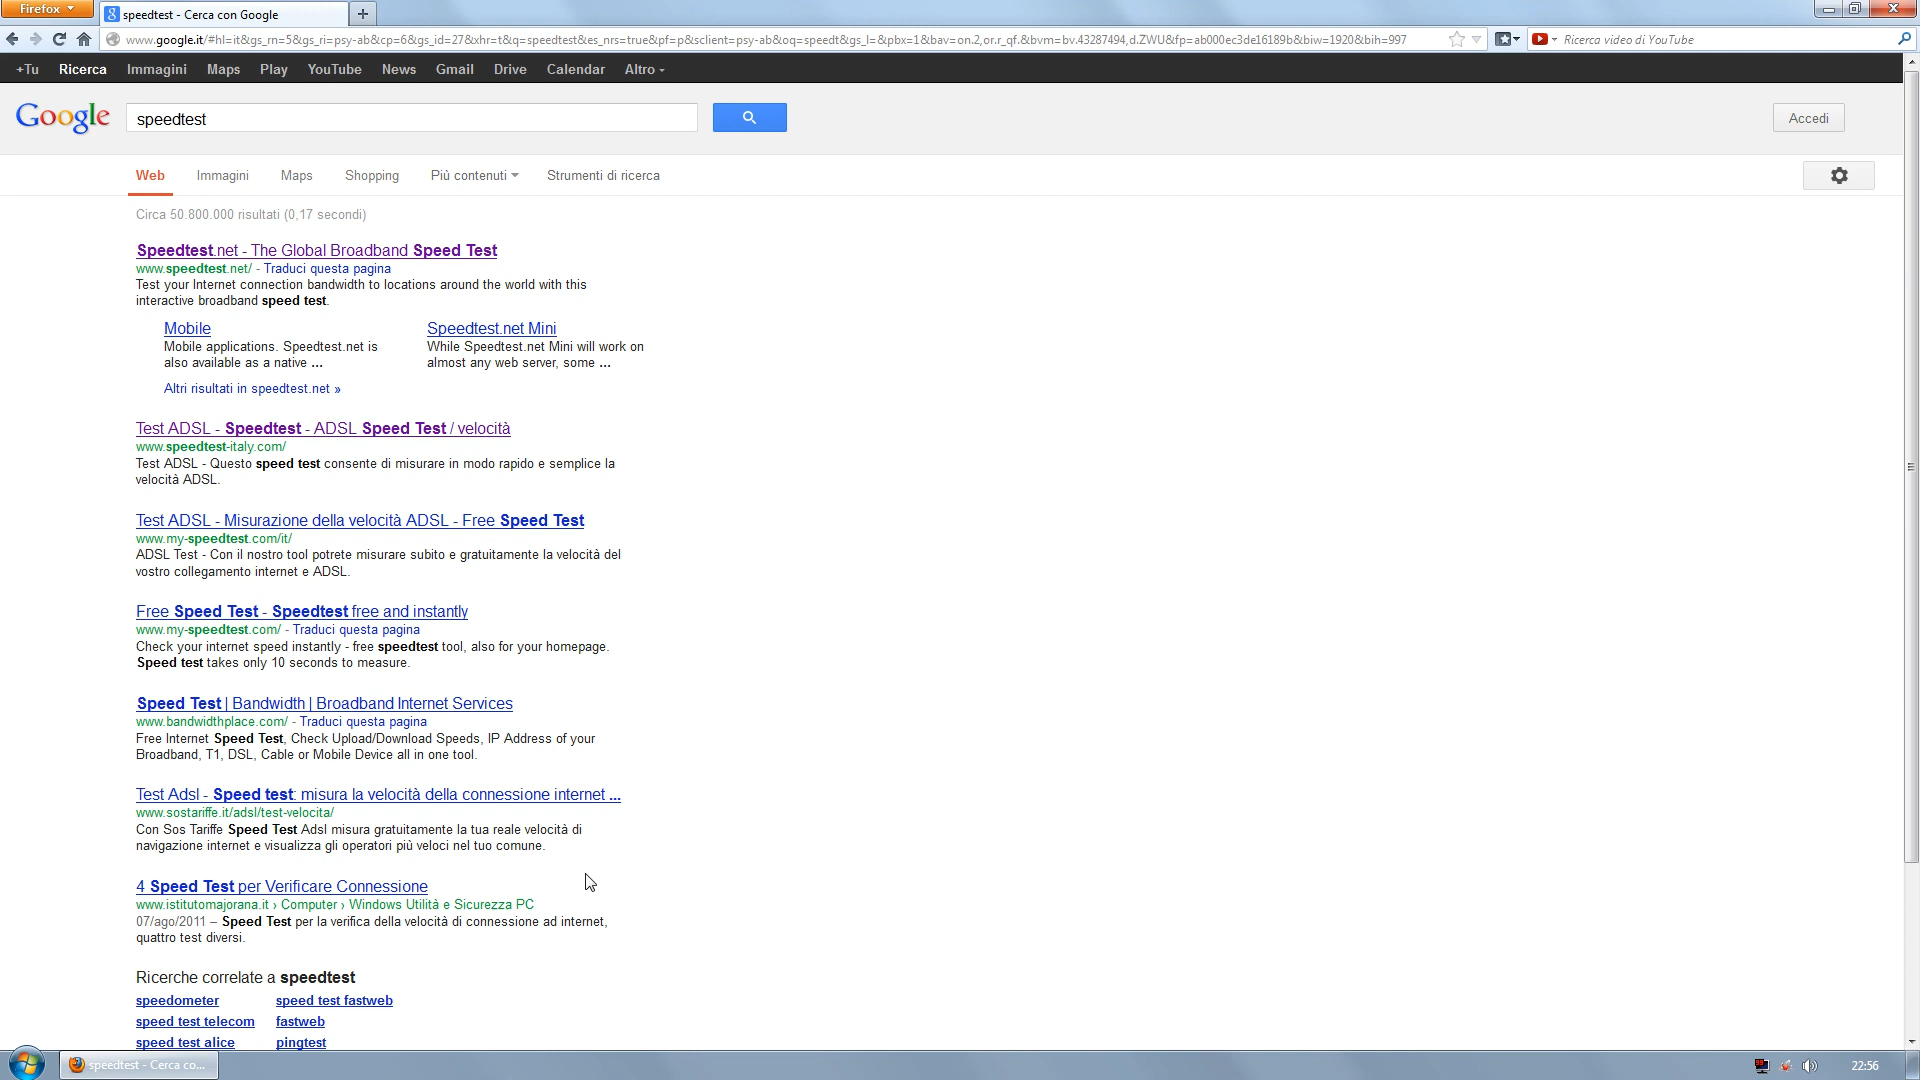 Firefox
speedtest - Cerca con Google
www.google.it/#hl=it&gs_rn=5&gs_ri=psy-ab&cp=6&gs_id=27&xhr=t&q=speedtest&es_nrs=true&pf=p&sclient=psy-ab&oq=speedt&gs_l=&pbx=1&bav=on.2,or.r_qf.&bvm=bv.43287494,d.ZWU&fp=ab000ec3de16189b&biw=1920&bih=997
Ricerca video di YouTube
+Tu Ricerca Immagini Maps Play YouTube News Gmail Drive Calendar Altro
Google
speedtest
Accedi
Web Immagini Maps Shopping Più contenuti Strumenti di ricerca
Circa 50.800.000 risultati (0,17 secondi)
Speedtest.net - The Global Broadband Speed Test
www.speedtest.net/ - Traduci questa pagina
Test your Internet connection bandwidth to locations around the world with this
interactive broadband speed test.
Mobile
Mobile applications. Speedtest.net is
also available as a native ...
Speedtest.net Mini
While Speedtest.net Mini will work on
almost any web server, some ...
Altri risultati in speedtest.net »
Test ADSL - Speedtest - ADSL Speed Test / velocità
www.speedtest-italy.com/
Test ADSL - Questo speed test consente di misurare in modo rapido e semplice la
velocità ADSL.
Test ADSL - Misurazione della velocità ADSL - Free Speed Test
www.my-speedtest.com/it/
ADSL Test - Con il nostro tool potrete misurare subito e gratuitamente la velocità del
vostro collegamento internet e ADSL.
Free Speed Test - Speedtest free and instantly
www.my-speedtest.com/ - Traduci questa pagina
Check your internet speed instantly - free speedtest tool, also for your homepage.
Speed test takes only 10 seconds to measure.
Speed Test | Bandwidth | Broadband Internet Services
www.bandwidthplace.com/ - Traduci questa pagina
Free Internet Speed Test, Check Upload/Download Speeds, IP Address of your
Broadband, T1, DSL, Cable or Mobile Device all in one tool.
Test Adsl - Speed test: misura la velocità della connessione internet ...
www.sostariffe.it/adsl/test-velocita/
Con Sos Tariffe Speed Test Adsl misura gratuitamente la tua reale velocità di
navigazione internet e visualizza gli operatori più veloci nel tuo comune.
4 Speed Test per Verificare Connessione
www.istitutomajorana.it › Computer › Windows Utilità e Sicurezza PC
07/ago/2011 – Speed Test per la verifica della velocità di connessione ad internet,
quattro test diversi.
Ricerche correlate a speedtest
speedometer speed test fastweb
speed test telecom fastweb
speed test alice pingtest
speedtest - Cerca co...
22:56